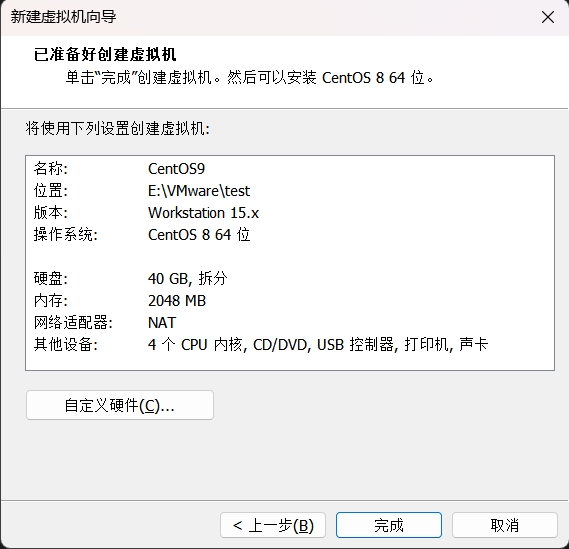 新建虚拟机向导
已准备好创建虚拟机
单击“完成”创建虚拟机。然后可以安装 CentOS 8 64 位。
将使用下列设置创建虚拟机:
名称: CentOS9
位置: E:\VMware\test
版本: Workstation 15.x
操作系统: CentOS 8 64 位
硬盘: 40 GB, 拆分
内存: 2048 MB
网络适配器: NAT
其他设备: 4 个 CPU 内核, CD/DVD, USB 控制器, 打印机, 声卡
自定义硬件(C)...
< 上一步(B) 完成 取消